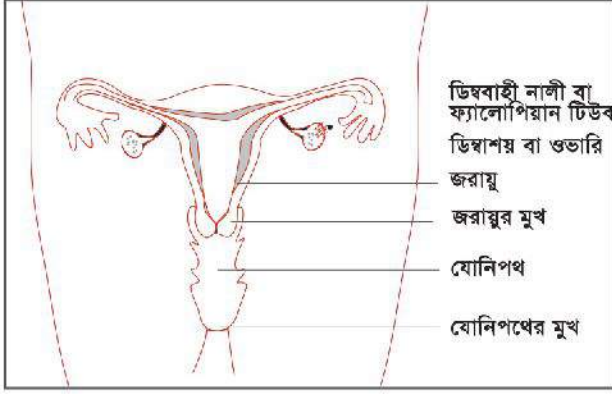 ডিম্ববাহী নালী বা
ফ্যালোপিয়ান টিউব
ডিম্বাশয় বা ওভারি
জরায়ু
জরায়ুর মুখ
যোনিপথ
যোনিপথের মুখ